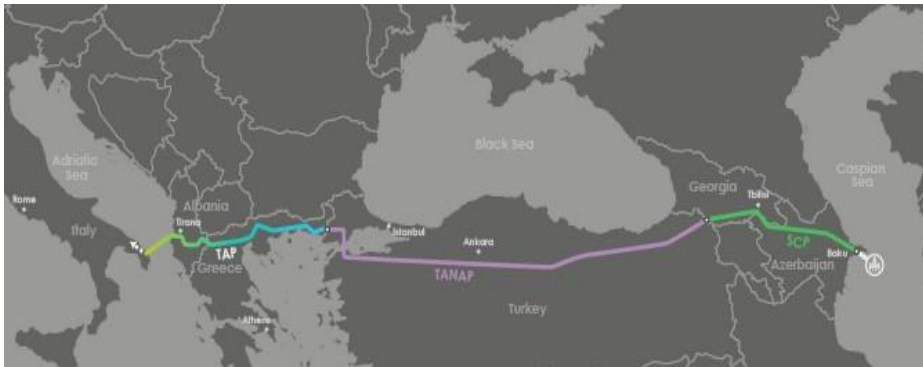 Adriatic
Sea
Rome
Italy
Albania
Tirana
TAP
Greece
Athens
Istanbul
Black Sea
Ankara
TANAP
Turkey
Georgia
Tbilisi
SCP
Azerbaijan
Baku
Caspian
Sea